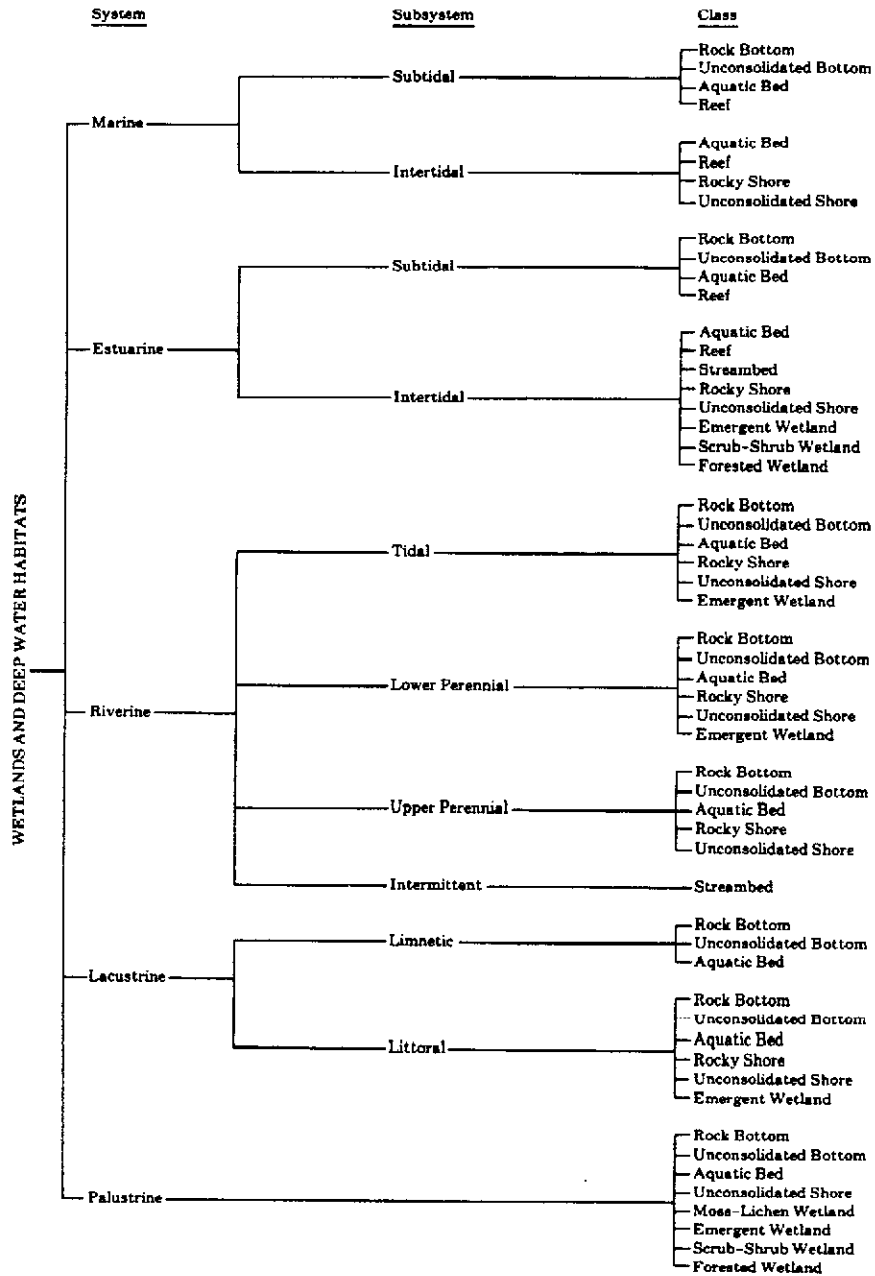 System Subsystem Class
WETLANDS AND DEEP WATER HABITATS
Marine
Subtidal
Rock Bottom
Unconsolidated Bottom
Aquatic Bed
Reef
Intertidal
Aquatic Bed
Reef
Rocky Shore
Unconsolidated Shore
Estuarine
Subtidal
Rock Bottom
Unconsolidated Bottom
Aquatic Bed
Reef
Intertidal
Aquatic Bed
Reef
Streambed
Rocky Shore
Unconsolidated Shore
Emergent Wetland
Scrub-Shrub Wetland
Forested Wetland
Riverine
Tidal
Rock Bottom
Unconsolidated Bottom
Aquatic Bed
Rocky Shore
Unconsolidated Shore
Emergent Wetland
Lower Perennial
Rock Bottom
Unconsolidated Bottom
Aquatic Bed
Rocky Shore
Unconsolidated Shore
Emergent Wetland
Upper Perennial
Rock Bottom
Unconsolidated Bottom
Aquatic Bed
Rocky Shore
Unconsolidated Shore
Intermittent
Streambed
Lacustrine
Limnetic
Rock Bottom
Unconsolidated Bottom
Aquatic Bed
Littoral
Rock Bottom
Unconsolidated Bottom
Aquatic Bed
Rocky Shore
Unconsolidated Shore
Emergent Wetland
Palustrine
Rock Bottom
Unconsolidated Bottom
Aquatic Bed
Unconsolidated Shore
Moss-Lichen Wetland
Emergent Wetland
Scrub-Shrub Wetland
Forested Wetland